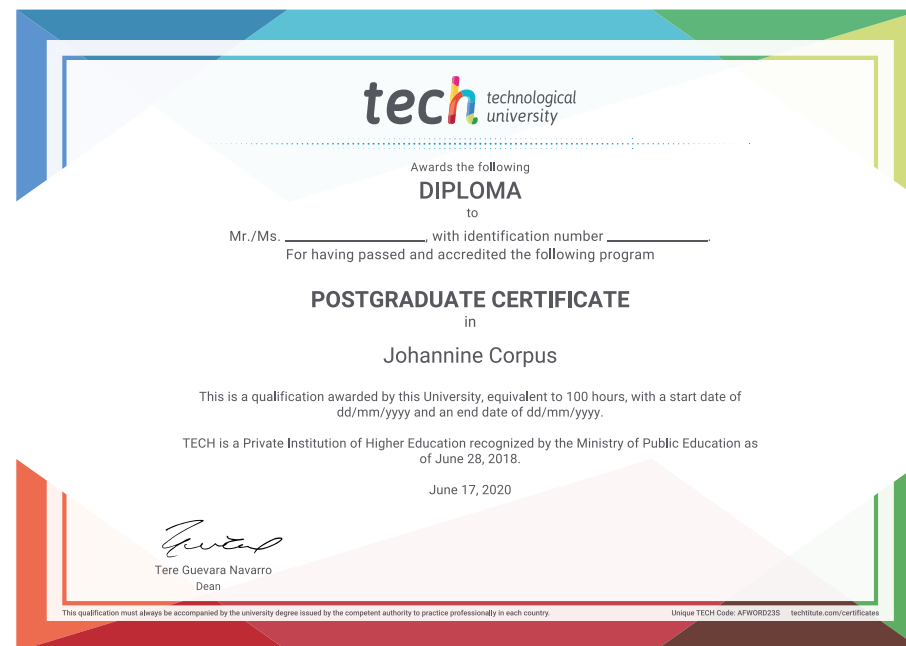 tech technological
university
Awards the following
DIPLOMA
to
Mr./Ms. ____________________, with identification number ______________.
For having passed and accredited the following program
POSTGRADUATE CERTIFICATE
in
Johannine Corpus
This is a qualification awarded by this University, equivalent to 100 hours, with a start date of
dd/mm/yyyy and an end date of dd/mm/yyyy.
TECH is a Private Institution of Higher Education recognized by the Ministry of Public Education as
of June 28, 2018.
June 17, 2020
Tere Guevara Navarro
Dean
This qualification must always be accompanied by the university degree issued by the competent authority to practice professionally in each country. Unique TECH Code: AFWORD23S techtitute.com/certificates